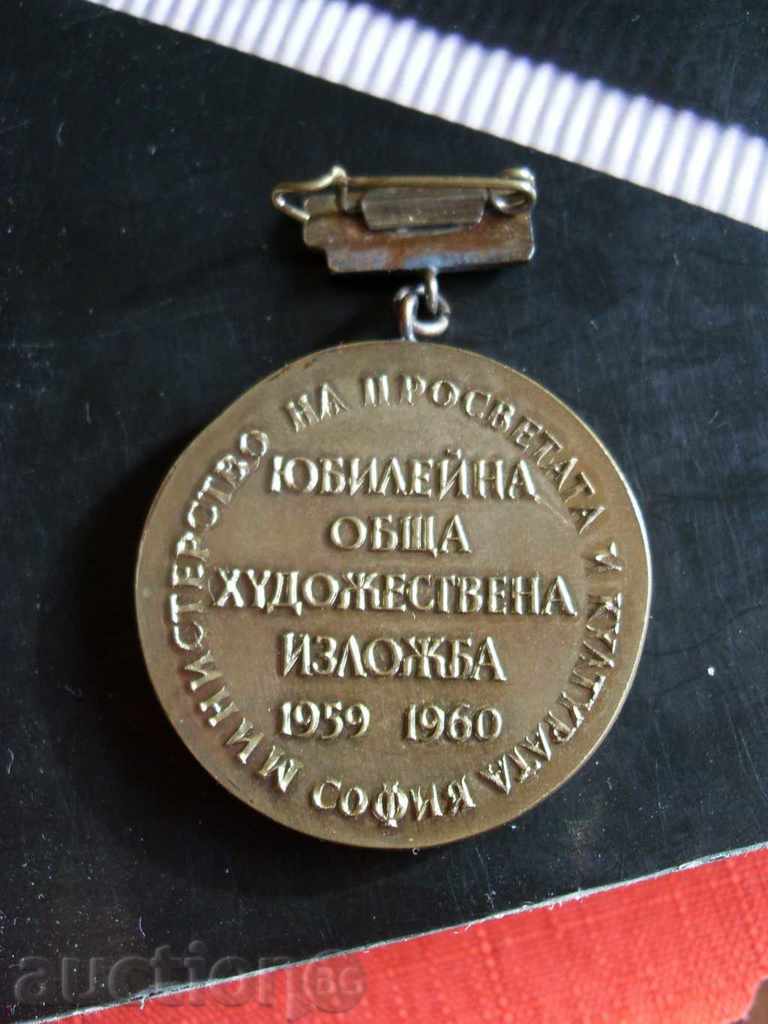 МИНИСТЕРСТВО НА ПРОСВЕТАТА И КУЛТУРАТА
СОФИЯ
ЮБИЛЕЙНА
ОБЩА
ХУДОЖЕСТВЕНА
ИЗЛОЖБА
1959 1960
auction BG